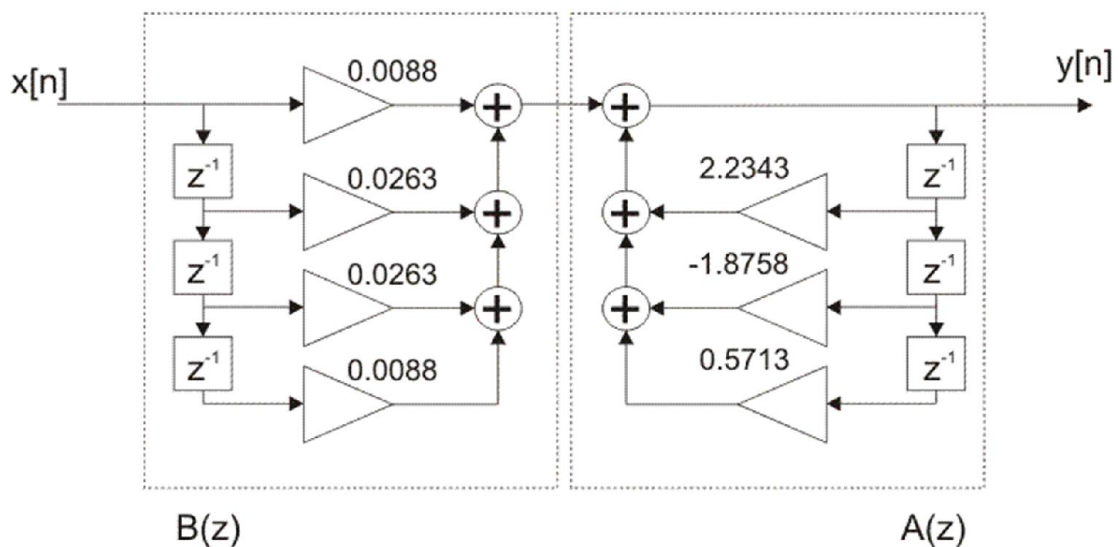 x[n]
0.0088
+
+
y[n]
z⁻¹
0.0263
+
+
2.2343
z⁻¹
z⁻¹
0.0263
+
+
-1.8758
z⁻¹
z⁻¹
0.0088
0.5713
z⁻¹
B(z)
A(z)